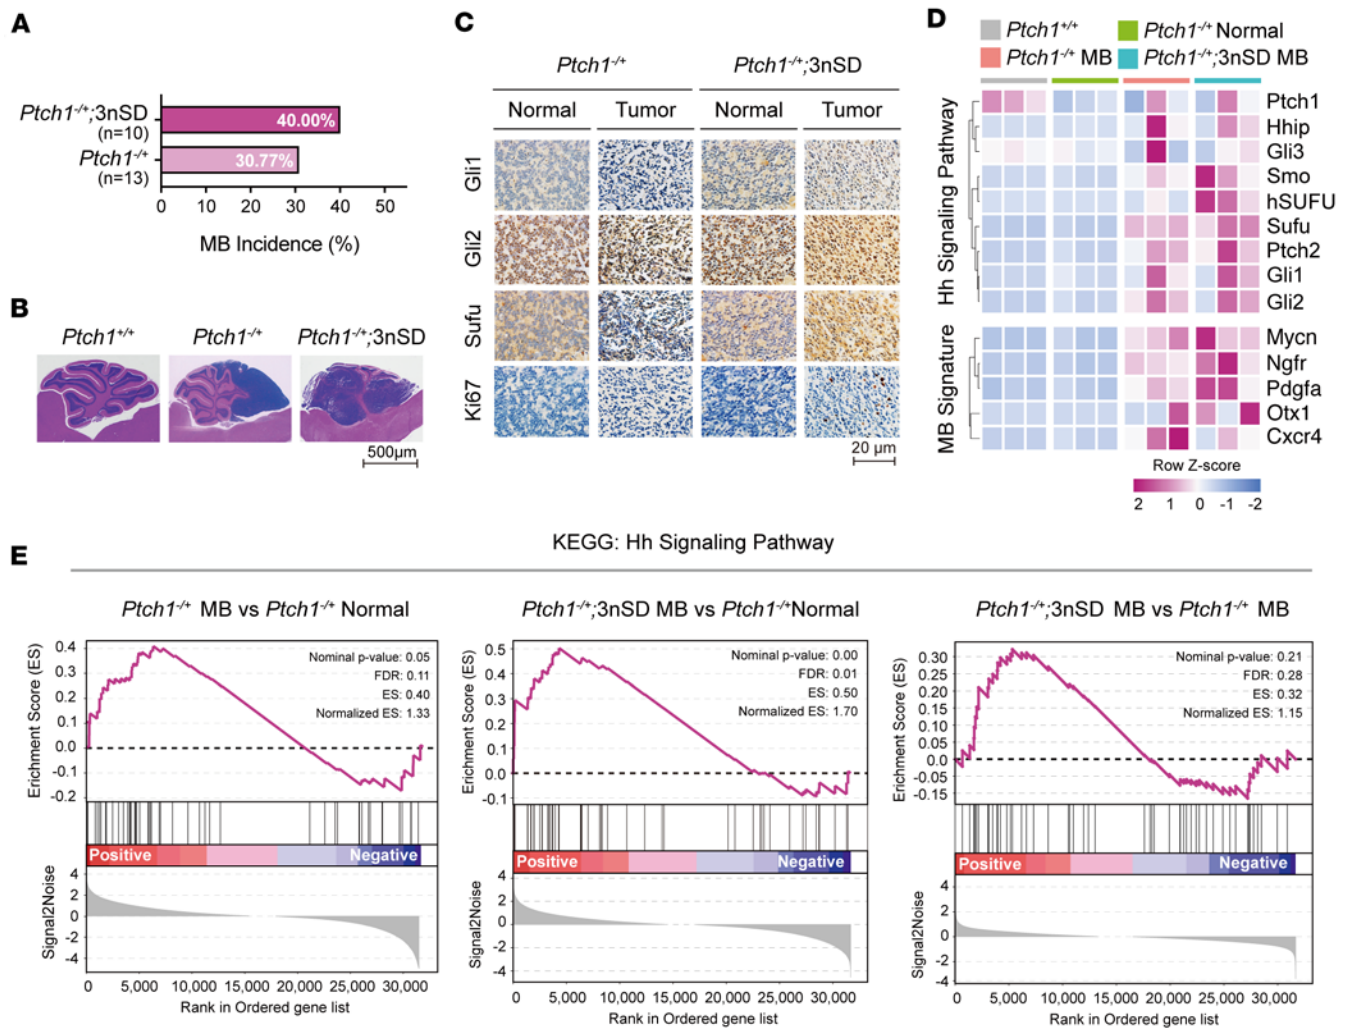 A
Ptch1-/+;3nSD
(n=10)
40.00%
Ptch1-/+
(n=13)
30.77%
0 10 20 30 40 50
MB Incidence (%)
B
Ptch1+/+ Ptch1-/+ Ptch1-/+;3nSD
500µm
C
Ptch1-/+ Ptch1-/+;3nSD
Normal Tumor Normal Tumor
Gli1
Gli2
Sufu
Ki67
20 µm
D
Ptch1+/+ Ptch1-/+ Normal
Ptch1-/+ MB Ptch1-/+;3nSD MB
Hh Signaling Pathway
Ptch1
Hhip
Gli3
Smo
hSUFU
Sufu
Ptch2
Gli1
Gli2
MB Signature
Mycn
Ngfr
Pdgfa
Otx1
Cxcr4
Row Z-score
2 1 0 -1 -2
E
KEGG: Hh Signaling Pathway
Ptch1-/+ MB vs Ptch1-/+ Normal
Erichment Score (ES)
0.4
0.3
0.2
0.1
0.0
-0.1
-0.2
Nominal p-value: 0.05
FDR: 0.11
ES: 0.40
Normalized ES: 1.33
Positive Negative
Signal2Noise
4
2
0
-2
-4
0 5,000 10,000 15,000 20,000 25,000 30,000
Rank in Ordered gene list
Ptch1-/+;3nSD MB vs Ptch1-/+Normal
Erichment Score (ES)
0.5
0.4
0.3
0.2
0.1
0.0
-0.1
Nominal p-value: 0.00
FDR: 0.01
ES: 0.50
Normalized ES: 1.70
Positive Negative
Signal2Noise
4
2
0
-2
-4
0 5,000 10,000 15,000 20,000 25,000 30,000
Rank in Ordered gene list
Ptch1-/+;3nSD MB vs Ptch1-/+ MB
Erichment Score (ES)
0.30
0.25
0.20
0.15
0.10
0.05
0.0
-0.05
-0.15
Nominal p-value: 0.21
FDR: 0.28
ES: 0.32
Normalized ES: 1.15
Positive Negative
Signal2Noise
4
2
0
-2
-4
0 5,000 10,000 15,000 20,000 25,000 30,000
Rank in Ordered gene list